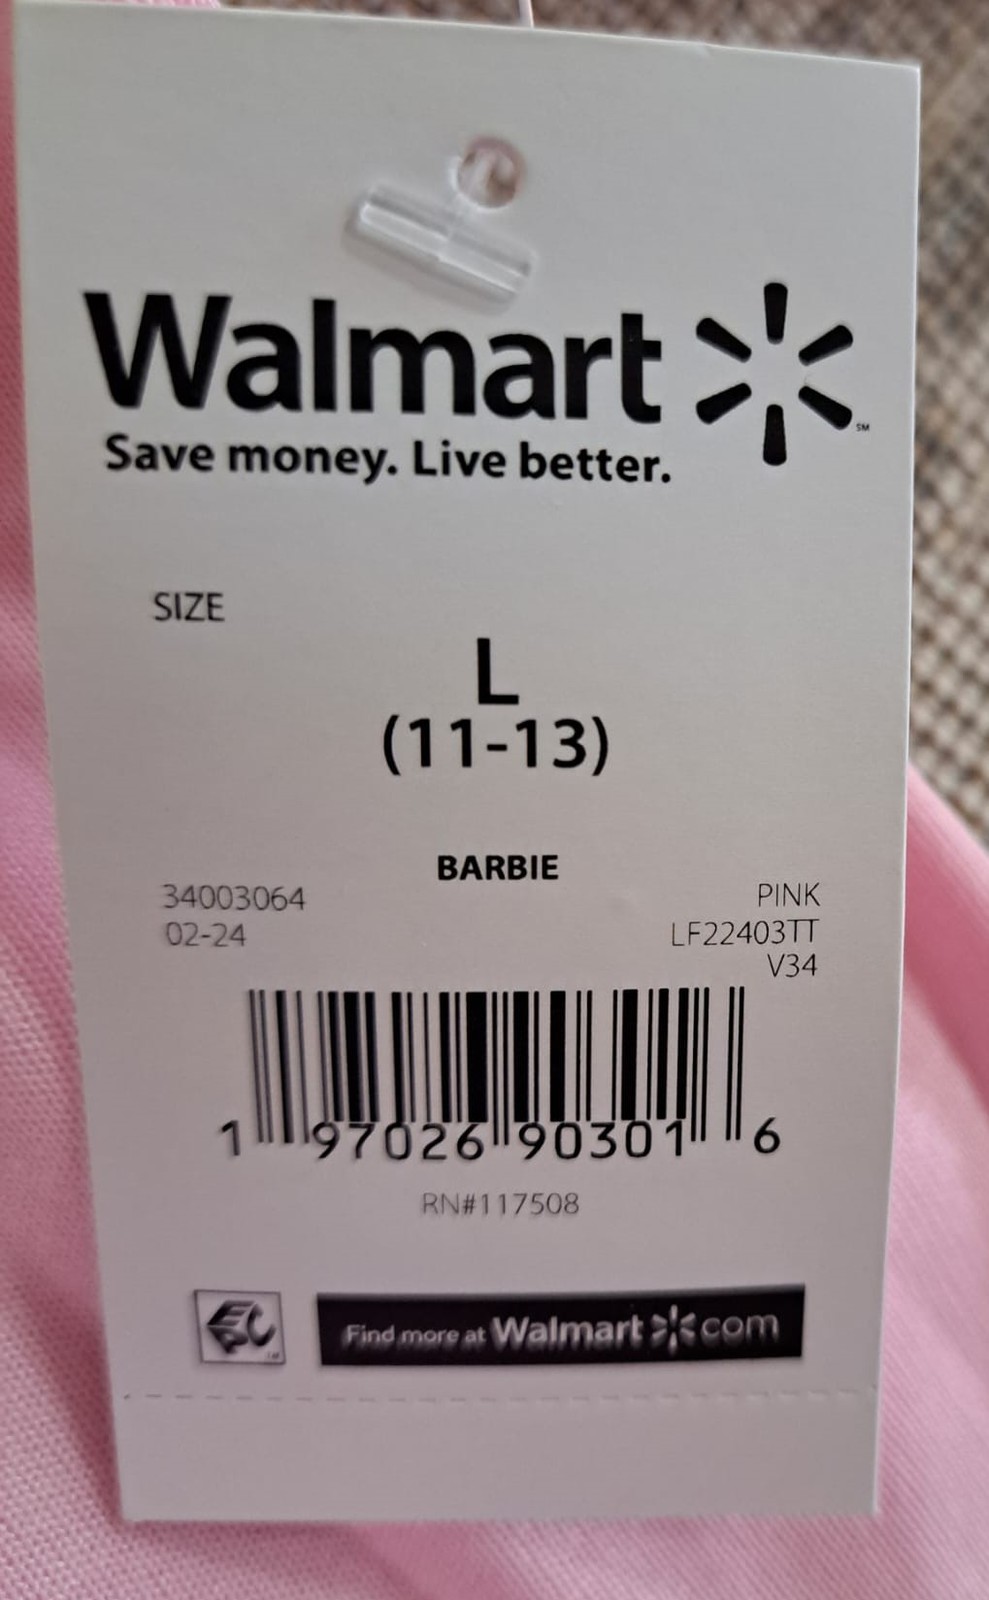 Walmart
SM
Save money. Live better.
SIZE
L
(11-13)
BARBIE
34003064
PINK
02-24
LF22403TT
V34
1 97026 90301 6
RN#117508
Find more at Walmart com